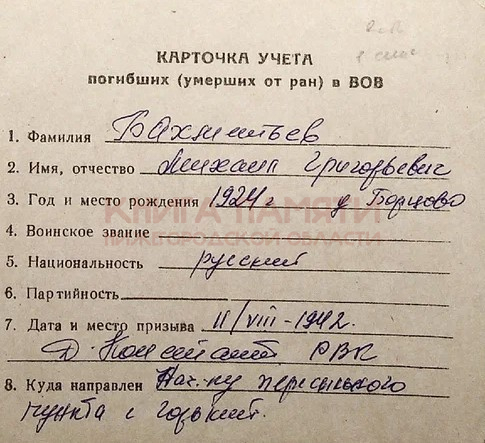 КАРТОЧКА УЧЕТА
погибших (умерших от ран) в ВОВ
1. Фамилия Бахметьев
2. Имя, отчество Михаил Григорьевич
3. Год и место рождения 1924 г д Борцово
КНИГА ПАМЯТИ
4. Воинское звание
НИЖЕГОРОДСКОЙ ОБЛАСТИ
5. Национальность русский
6. Партийность
7. Дата и место призыва 11/VIII-1942.
Д. Константин РВК
8. Куда направлен Нач-ку пересыльного
пункта г Горький.